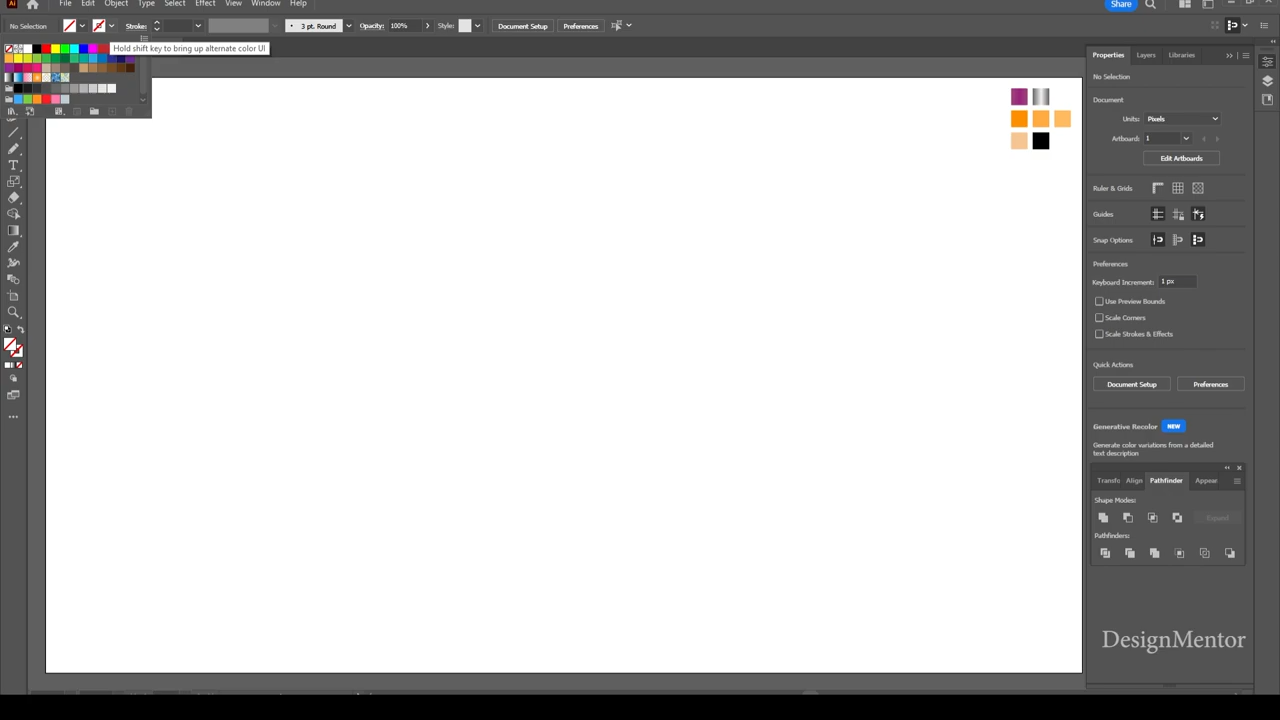 Ai File Edit Object Type Select Effect View Window Help Share
No Selection Stroke: 3 pt. Round Opacity: 100% Style: Document Setup Preferences
Hold shift key to bring up alternate color UI
Properties Layers Libraries
No Selection
Document
Units: Pixels
Artboard: 1
Edit Artboards
Ruler & Grids
Guides
Snap Options
Preferences
Keyboard Increment: 1 px
Use Preview Bounds
Scale Corners
Scale Strokes & Effects
Quick Actions
Document Setup Preferences
Generative Recolor NEW
Generate color variations from a detailed
text description
Transfo Align Pathfinder Appear
Shape Modes:
Expand
Pathfinders:
DesignMentor